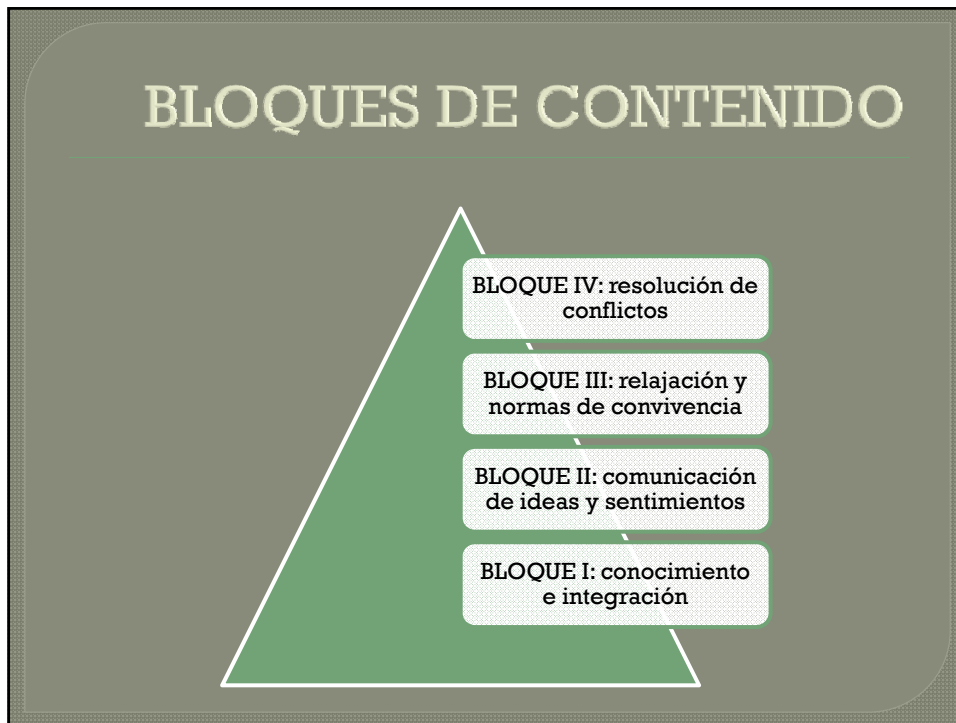 BLOQUES DE CONTENIDO
BLOQUE IV: resolución de
conflictos
BLOQUE III: relajación y
normas de convivencia
BLOQUE II: comunicación
de ideas y sentimientos
BLOQUE I: conocimiento
e integración